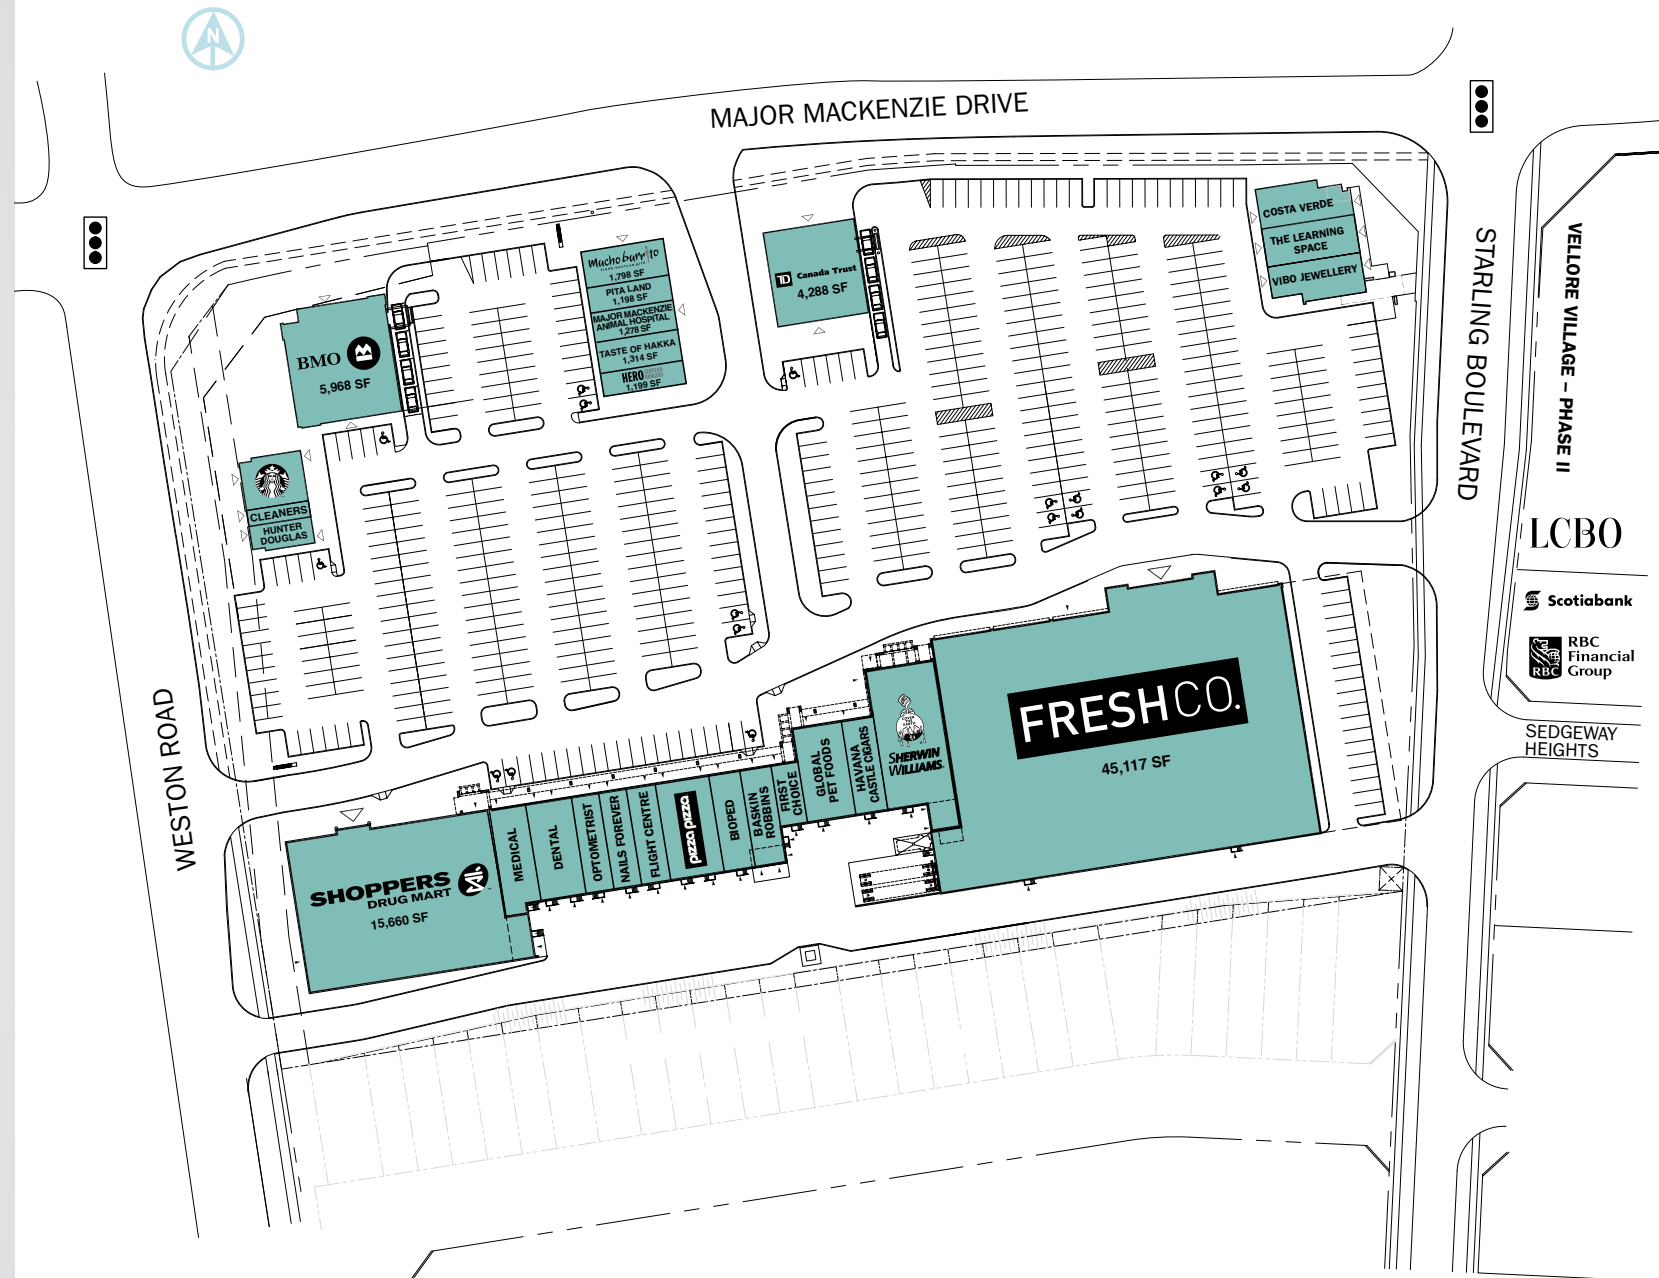 N
MAJOR MACKENZIE DRIVE
Mucho burrito
1,798 SF
PITA LAND
1,198 SF
MAJOR MACKENZIE
ANIMAL HOSPITAL
1,278 SF
TASTE OF HAKKA
1,314 SF
HERO
1,199 SF
TD Canada Trust
4,288 SF
COSTA VERDE
THE LEARNING
SPACE
VIBO JEWELLERY
BMO
5,968 SF
CLEANERS
HUNTER
DOUGLAS
STARLING BOULEVARD
VELLORE VILLAGE – PHASE II
LCBO
Scotiabank
RBC
RBC
Financial
Group
SEDGEWAY
HEIGHTS
WESTON ROAD
FRESHCO.
45,117 SF
SHERWIN
WILLIAMS.
HAVANA
CASTLE CIGARS
GLOBAL
PET FOODS
FIRST
CHOICE
BASKIN
ROBBINS
BIOPED
pizza pizza
FLIGHT CENTRE
NAILS FOREVER
OPTOMETRIST
DENTAL
MEDICAL
SHOPPERS
DRUG MART
15,660 SF